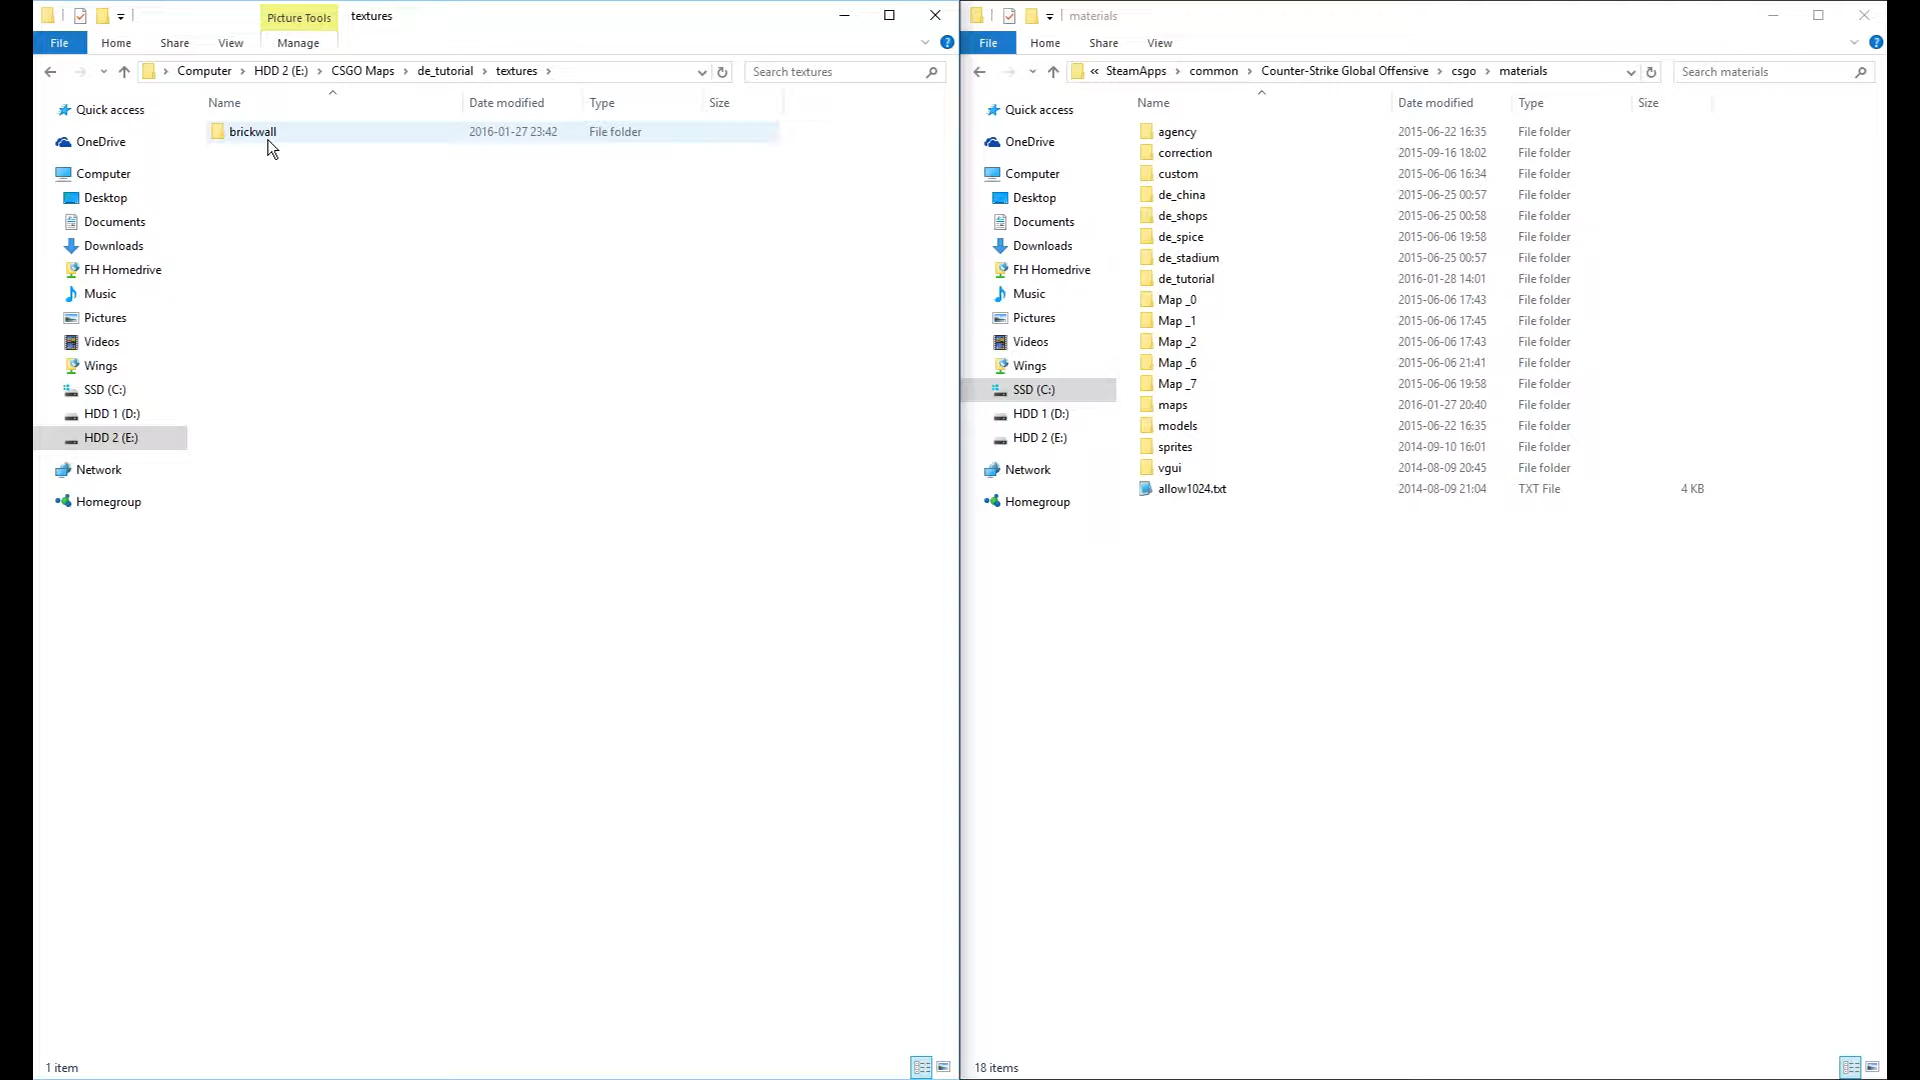 Picture Tools textures
File Home Share View Manage
Computer HDD 2 (E:) CSGO Maps de_tutorial textures Search textures
Name Date modified Type Size
Quick access
OneDrive
Computer
Desktop
Documents
Downloads
FH Homedrive
Music
Pictures
Videos
Wings
SSD (C:)
HDD 1 (D:)
HDD 2 (E:)
Network
Homegroup
brickwall 2016-01-27 23:42 File folder
1 item
materials
File Home Share View
« SteamApps common Counter-Strike Global Offensive csgo materials Search materials
Name Date modified Type Size
Quick access
OneDrive
Computer
Desktop
Documents
Downloads
FH Homedrive
Music
Pictures
Videos
Wings
SSD (C:)
HDD 1 (D:)
HDD 2 (E:)
Network
Homegroup
agency 2015-06-22 16:35 File folder
correction 2015-09-16 18:02 File folder
custom 2015-06-06 16:34 File folder
de_china 2015-06-25 00:57 File folder
de_shops 2015-06-25 00:58 File folder
de_spice 2015-06-06 19:58 File folder
de_stadium 2015-06-25 00:57 File folder
de_tutorial 2016-01-28 14:01 File folder
Map _0 2015-06-06 17:43 File folder
Map _1 2015-06-06 17:45 File folder
Map _2 2015-06-06 17:43 File folder
Map _6 2015-06-06 21:41 File folder
Map _7 2015-06-06 19:58 File folder
maps 2016-01-27 20:40 File folder
models 2015-06-22 16:35 File folder
sprites 2014-09-10 16:01 File folder
vgui 2014-08-09 20:45 File folder
allow1024.txt 2014-08-09 21:04 TXT File 4 KB
18 items